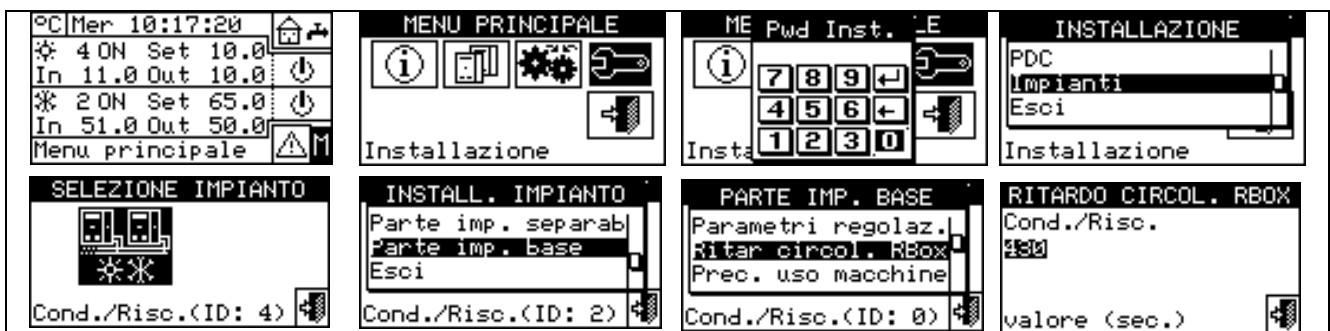 °C Mer 10:17:20
4 ON Set 10.0
In 11.0 Out 10.0
2 ON Set 65.0
In 51.0 Out 50.0
Menu principale M
MENU PRINCIPALE
i
Installazione
ME LE
Pwd Inst.
i
7 8 9
4 5 6
1 2 3 0
Insta
INSTALLAZIONE
PDC
Impianti
Esci
Installazione
SELEZIONE IMPIANTO
Cond./Risc.(ID: 4)
INSTALL. IMPIANTO
Parte imp. separab
Parte imp. base
Esci
Cond./Risc.(ID: 2)
PARTE IMP. BASE
Parametri regolaz.
Ritar circol. RBox
Prec. uso macchine
Cond./Risc.(ID: 0)
RITARDO CIRCOL. RBOX
Cond./Risc.
480
valore (sec.)